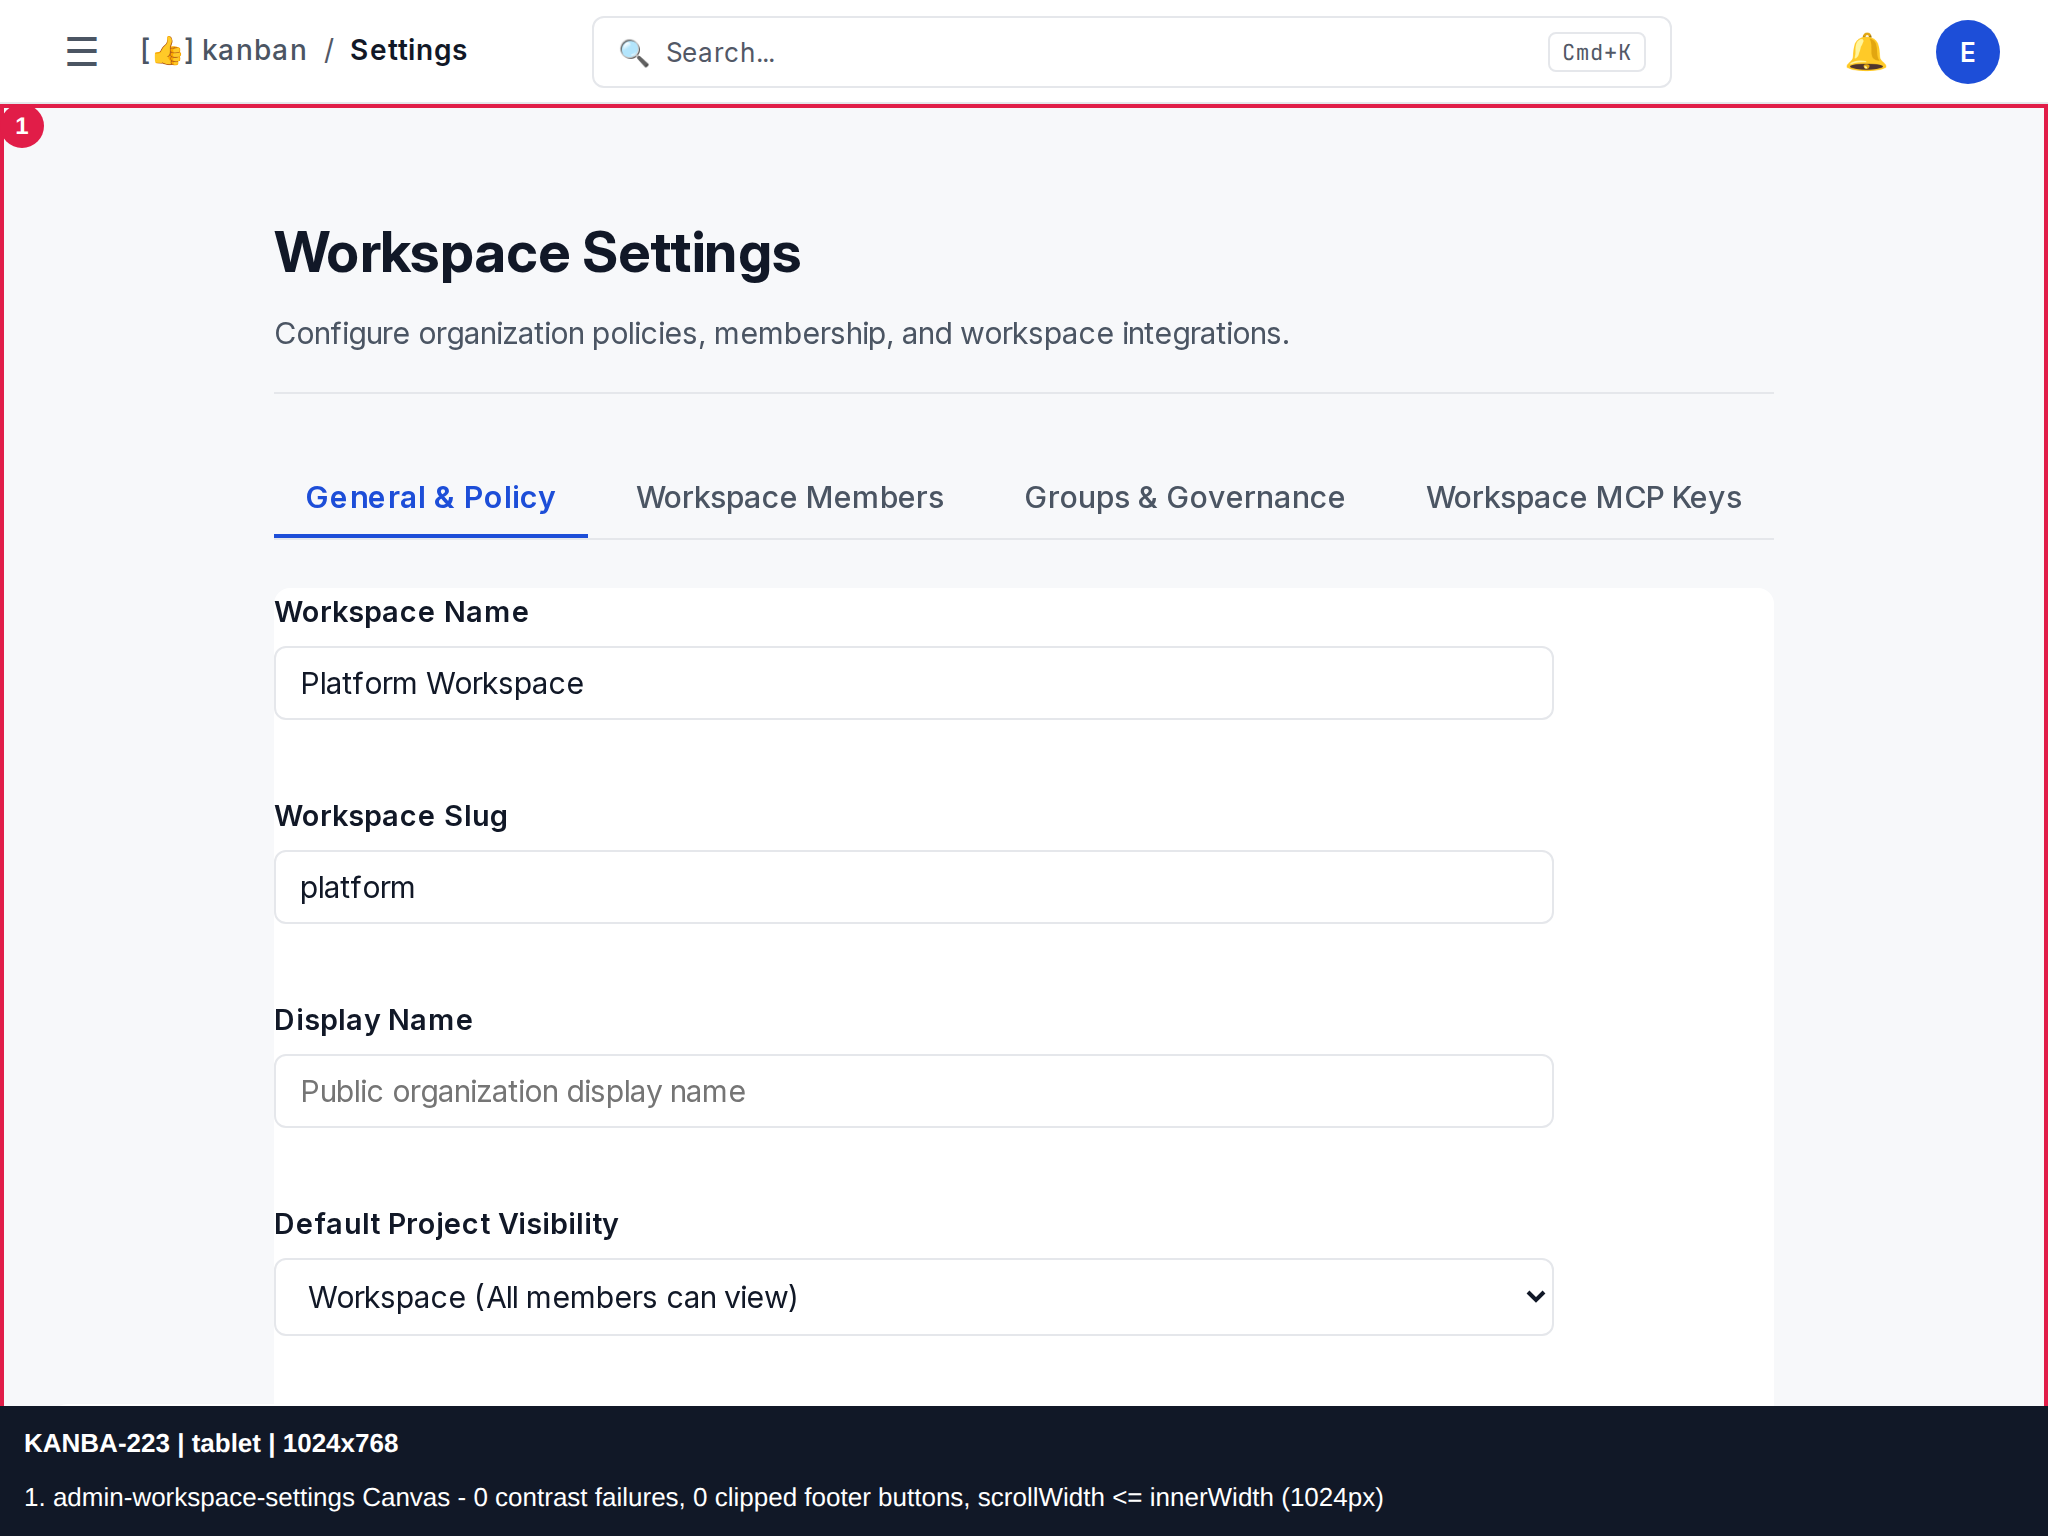 [👍] kanban / Settings
🔍 Search... Cmd+K
E
1
Workspace Settings
Configure organization policies, membership, and workspace integrations.
General & Policy Workspace Members Groups & Governance Workspace MCP Keys
Workspace Name
Platform Workspace
Workspace Slug
platform
Display Name
Public organization display name
Default Project Visibility
Workspace (All members can view)
KANBA-223 | tablet | 1024x768
1. admin-workspace-settings Canvas - 0 contrast failures, 0 clipped footer buttons, scrollWidth <= innerWidth (1024px)